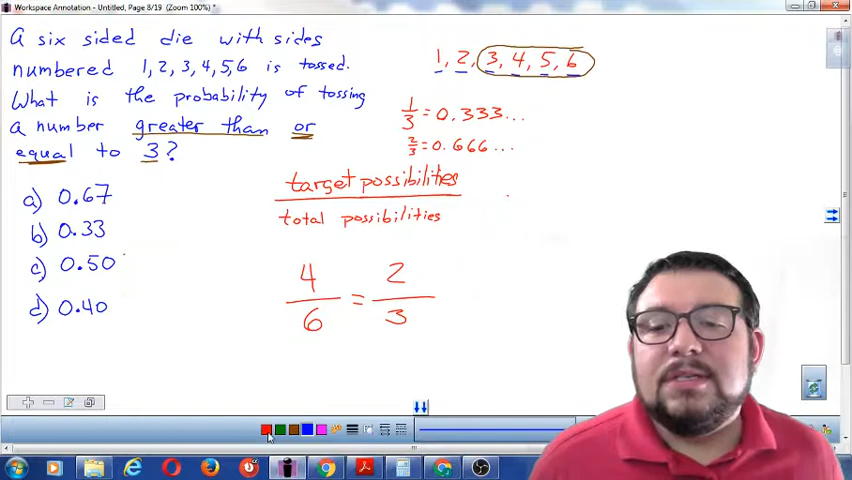 Workspace Annotation - Untitled, Page 8/19 (Zoom 100%) *
A six sided die with sides
numbered 1, 2, 3, 4, 5, 6 is tossed.
What is the probability of tossing
a number greater than or
equal to 3?
a) 0.67
b) 0.33
c) 0.50
d) 0.40
1, 2, 3, 4, 5, 6
1/3 = 0.333...
2/3 = 0.666...
target possibilities
total possibilities
4/6 = 2/3